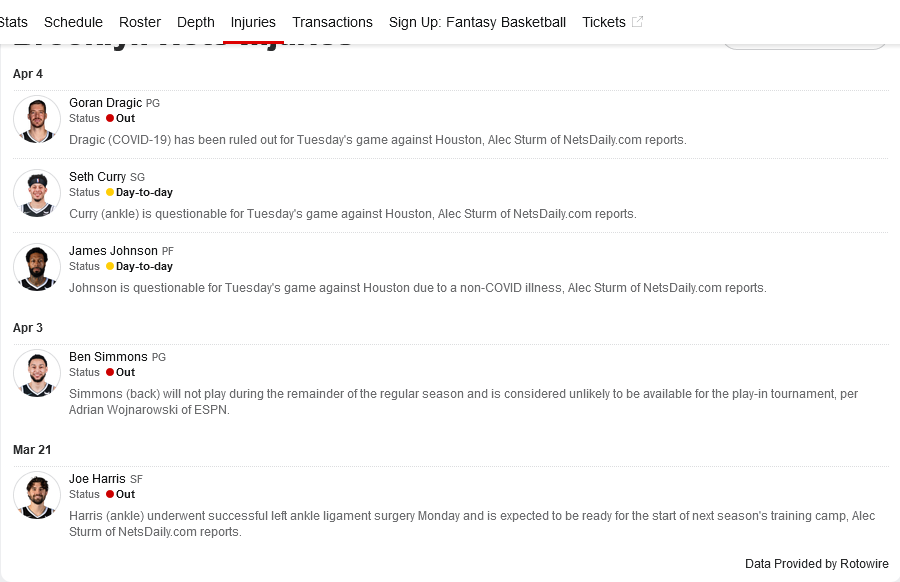 Stats Schedule Roster Depth Injuries Transactions Sign Up: Fantasy Basketball Tickets
Brooklyn Nets Injuries
Apr 4
Goran Dragic PG
Status Out
Dragic (COVID-19) has been ruled out for Tuesday's game against Houston, Alec Sturm of NetsDaily.com reports.
Seth Curry SG
Status Day-to-day
Curry (ankle) is questionable for Tuesday's game against Houston, Alec Sturm of NetsDaily.com reports.
James Johnson PF
Status Day-to-day
Johnson is questionable for Tuesday's game against Houston due to a non-COVID illness, Alec Sturm of NetsDaily.com reports.
Apr 3
Ben Simmons PG
Status Out
Simmons (back) will not play during the remainder of the regular season and is considered unlikely to be available for the play-in tournament, per
Adrian Wojnarowski of ESPN.
Mar 21
Joe Harris SF
Status Out
Harris (ankle) underwent successful left ankle ligament surgery Monday and is expected to be ready for the start of next season's training camp, Alec
Sturm of NetsDaily.com reports.
Data Provided by Rotowire